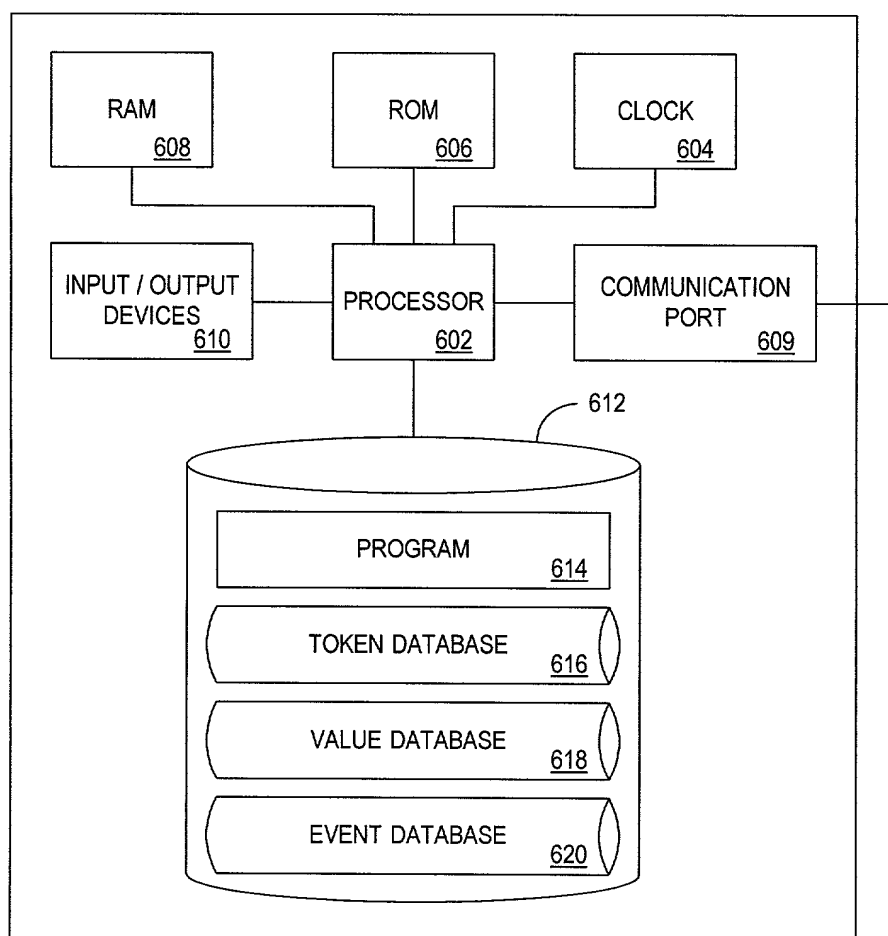 RAM
608
ROM
606
CLOCK
604
INPUT / OUTPUT
DEVICES
610
PROCESSOR
602
COMMUNICATION
PORT
609
612
PROGRAM
614
TOKEN DATABASE
616
VALUE DATABASE
618
EVENT DATABASE
620